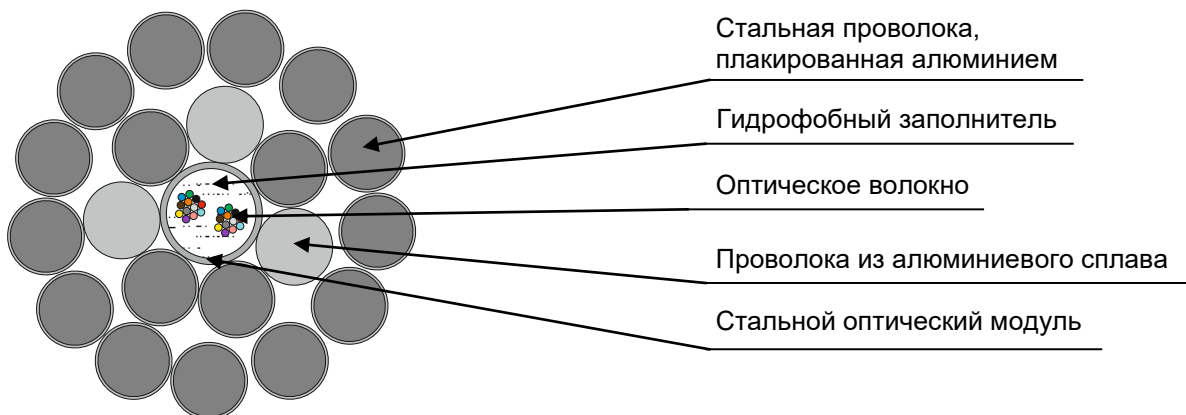 Стальная проволока,
плакированная алюминием
Гидрофобный заполнитель
Оптическое волокно
Проволока из алюминиевого сплава
Стальной оптический модуль